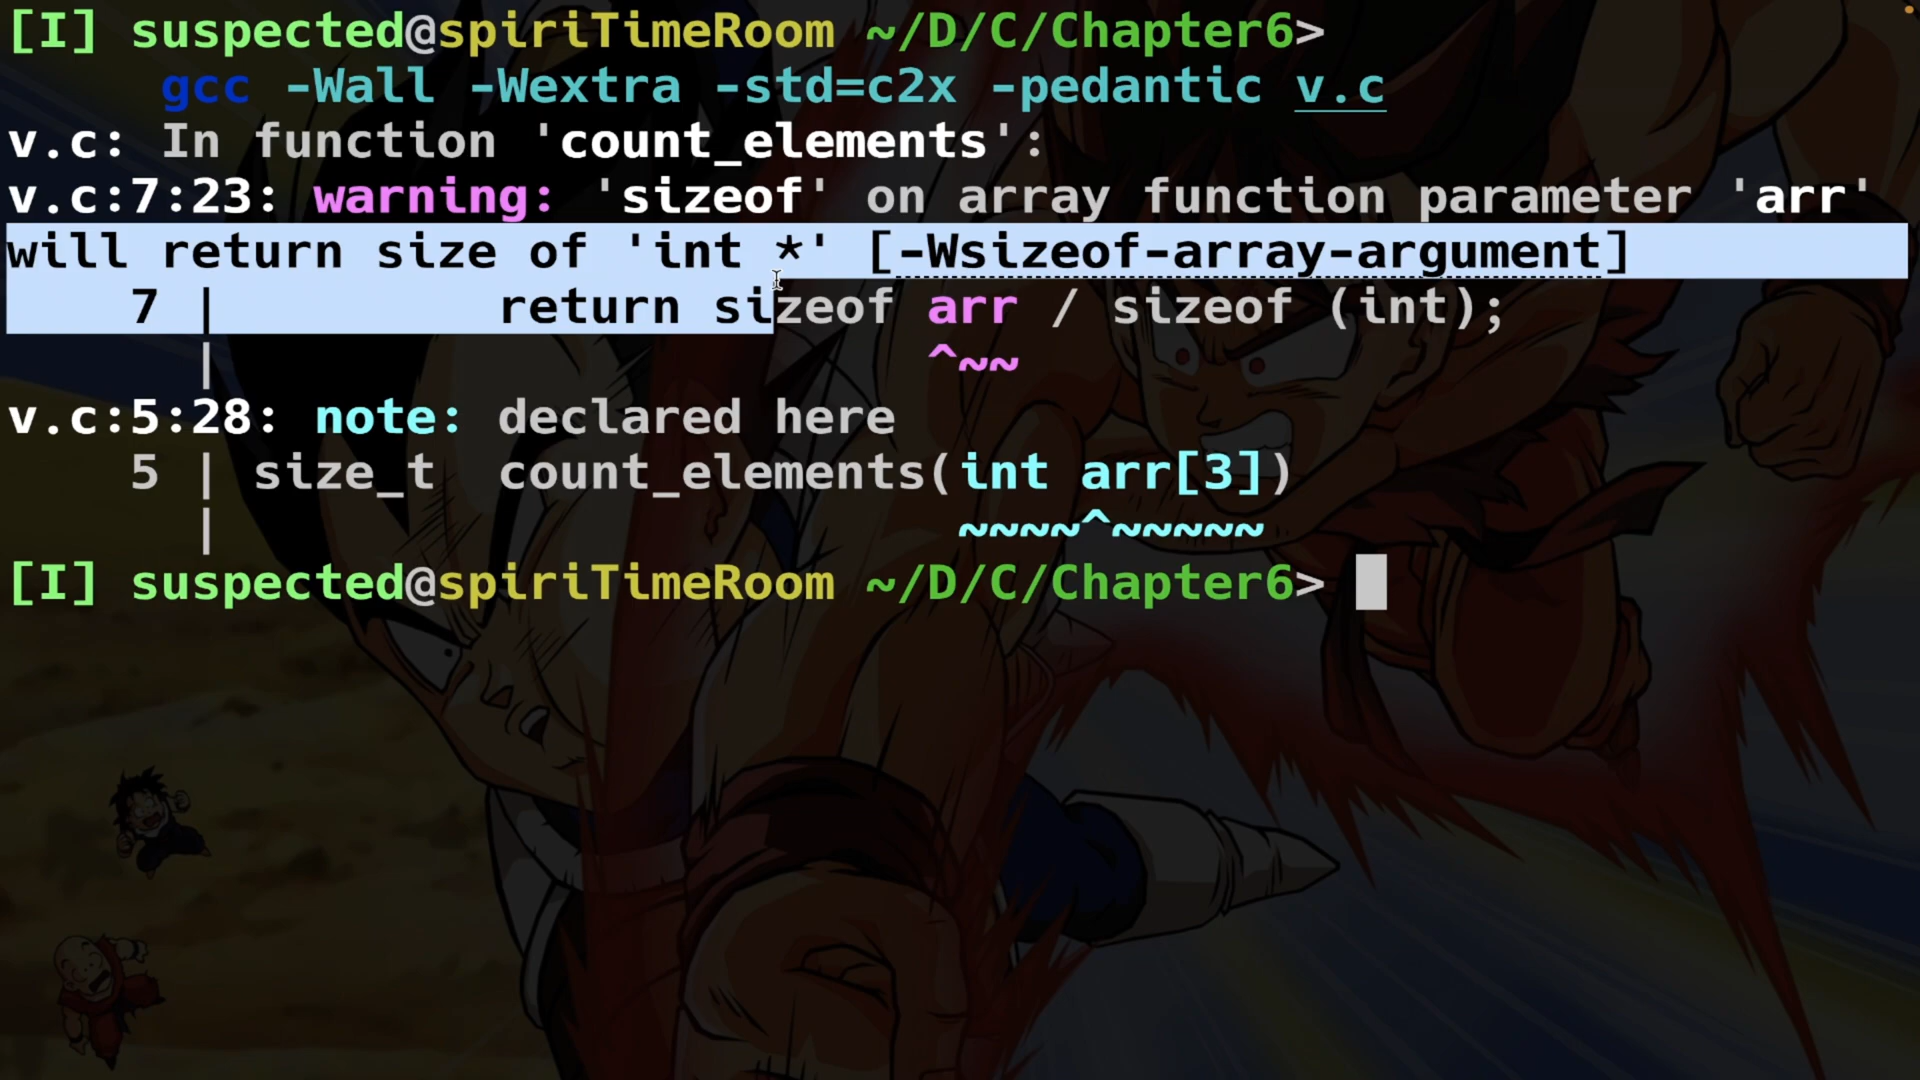 [I] suspected@spiriTimeRoom ~/D/C/Chapter6>
gcc -Wall -Wextra -std=c2x -pedantic v.c
v.c: In function 'count_elements':
v.c:7:23: warning: 'sizeof' on array function parameter 'arr'
will return size of 'int *' [-Wsizeof-array-argument]
7 | return sizeof arr / sizeof (int);
| ^~~
v.c:5:28: note: declared here
5 | size_t count_elements(int arr[3])
| ~~~~^~~~~~
[I] suspected@spiriTimeRoom ~/D/C/Chapter6>